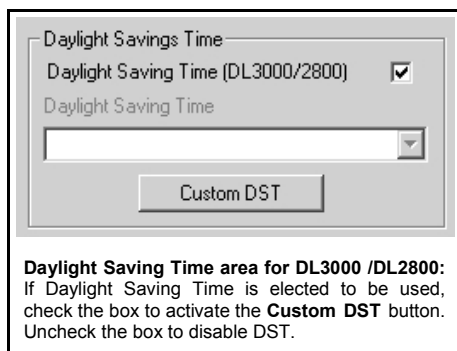 Daylight Savings Time
Daylight Saving Time (DL3000/2800)
Daylight Saving Time
Custom DST
Daylight Saving Time area for DL3000 /DL2800:
If Daylight Saving Time is elected to be used,
check the box to activate the Custom DST button.
Uncheck the box to disable DST.